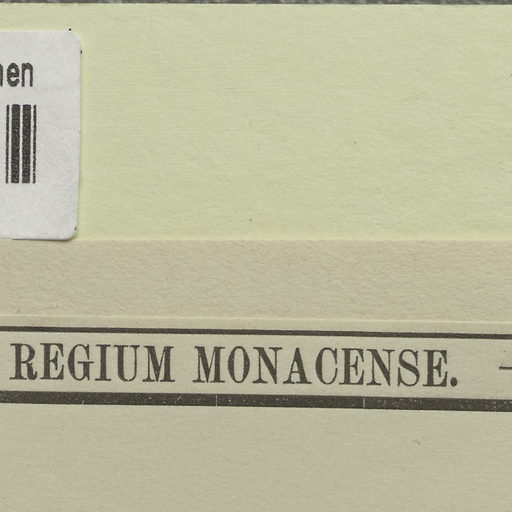 REGIUM MONACENSE. —